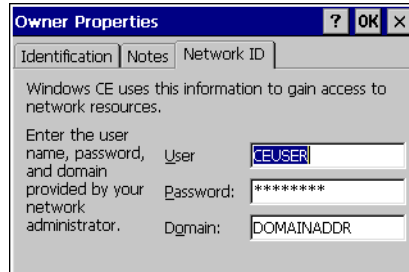 Owner Properties ? OK ×
Identification Notes Network ID
Windows CE uses this information to gain access to
network resources.
Enter the user
name, password,
and domain
provided by your
network
administrator.
User CEUSER
Password: ********
Domain: DOMAINADDR